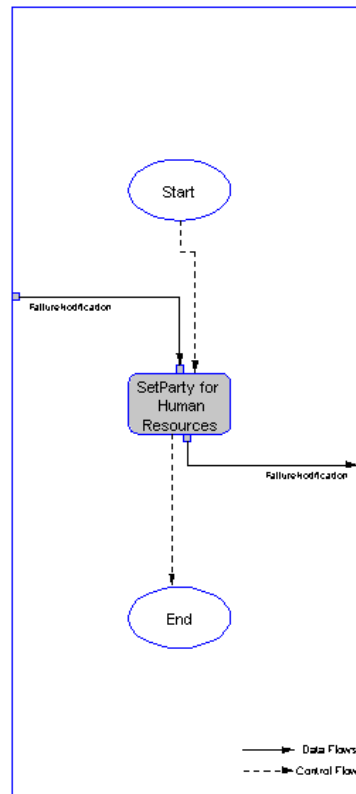 Start
FailureNotification
SetParty for
Human
Resources
FailureNotification
End
Data Flows
Control Flow